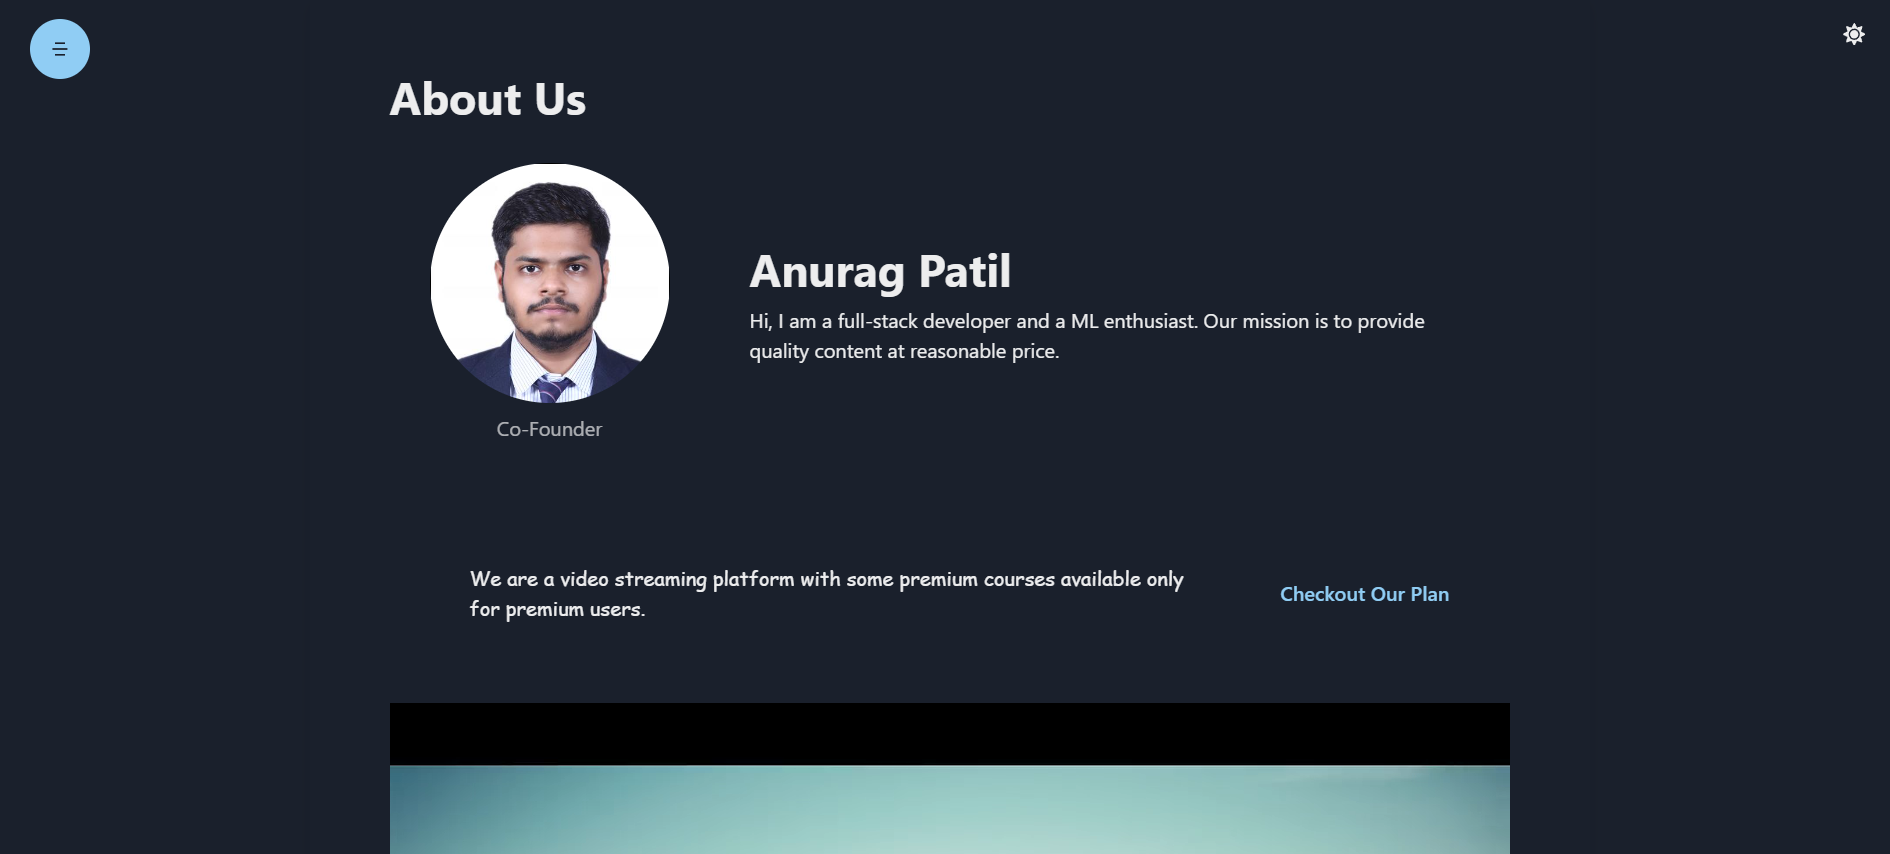 About Us
Anurag Patil
Hi, I am a full-stack developer and a ML enthusiast. Our mission is to provide
quality content at reasonable price.
Co-Founder
We are a video streaming platform with some premium courses available only
for premium users.
Checkout Our Plan